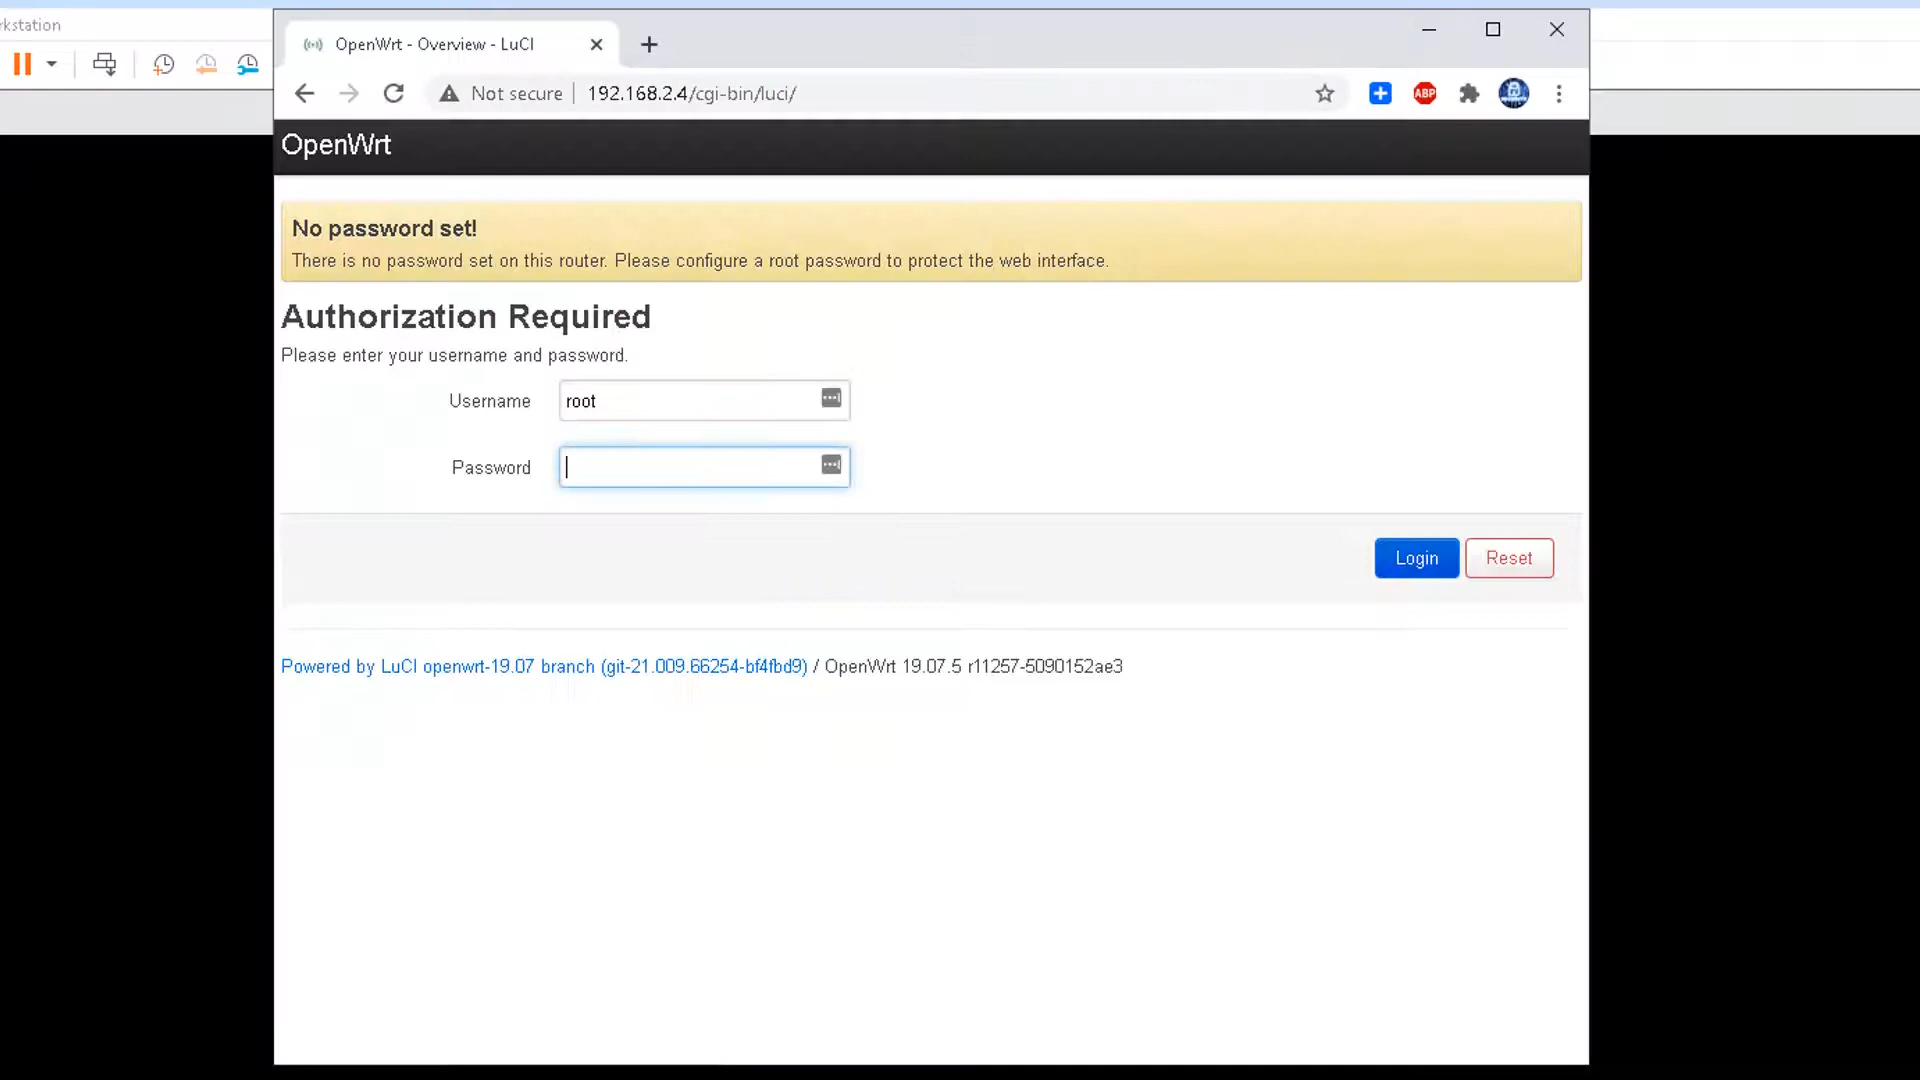 rkstation
OpenWrt - Overview - LuCI
Not secure
192.168.2.4/cgi-bin/luci/
ABP
OpenWrt
No password set!
There is no password set on this router. Please configure a root password to protect the web interface.
Authorization Required
Please enter your username and password.
Username
root
Password
Login
Reset
Powered by LuCI openwrt-19.07 branch (git-21.009.66254-bf4fbd9) / OpenWrt 19.07.5 r11257-5090152ae3